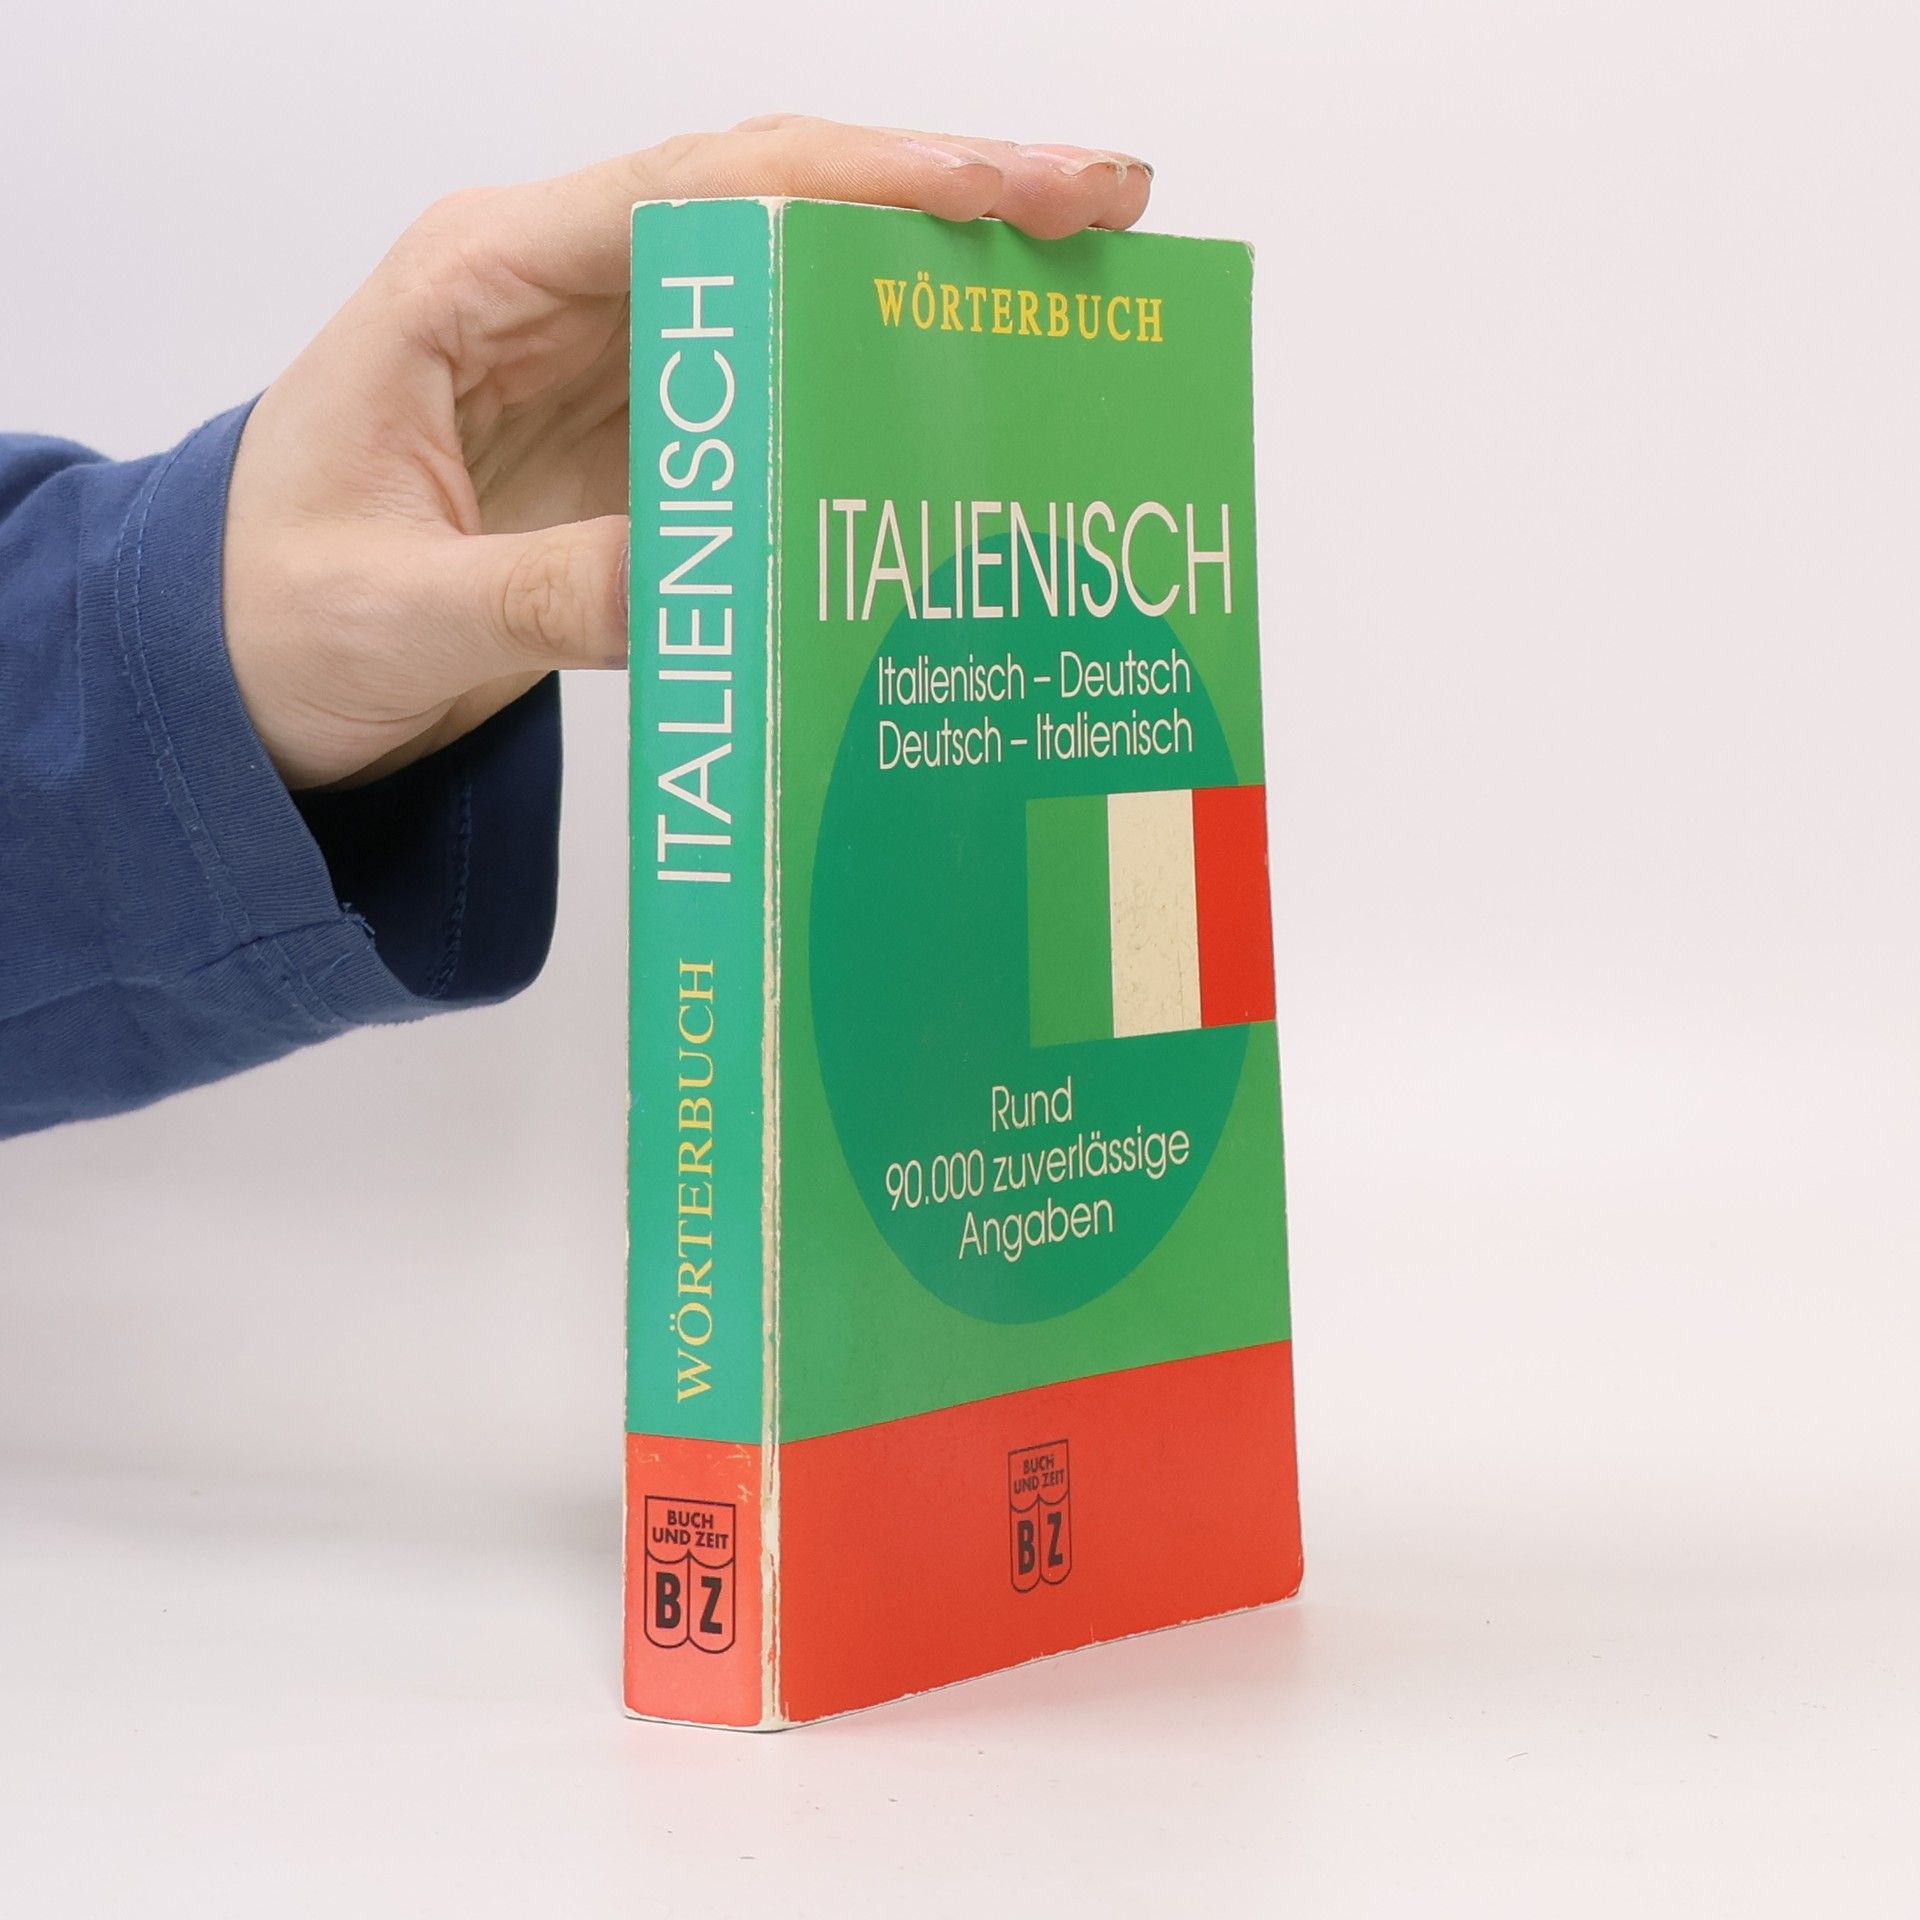 WÖRTERBUCH ITALIENISCH
BUCH
UND ZEIT
B Z
WÖRTERBUCH
ITALIENISCH
Italienisch – Deutsch
Deutsch – Italienisch
Rund
90.000 zuverlässige
Angaben
BUCH
UND ZEIT
B Z